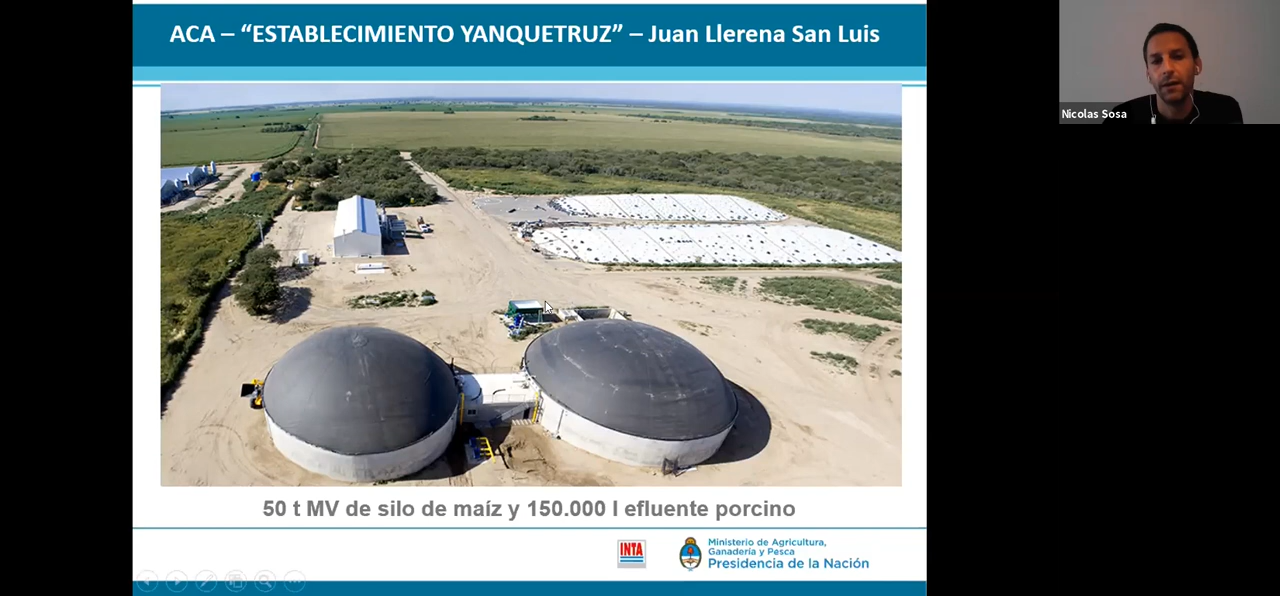 ACA – “ESTABLECIMIENTO YANQUETRUZ” – Juan Llerena San Luis
Nicolas Sosa
50 t MV de silo de maíz y 150.000 l efluente porcino
INTA
Ministerio de Agricultura,
Ganadería y Pesca
Presidencia de la Nación